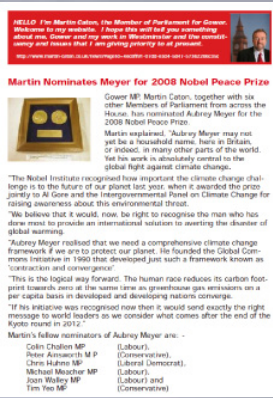 HELLO I'm Martin Caton, the Member of Parliament for Gower.
Welcome to my website. I hope this will tell you something
about me, Gower and my work in Westminster and the constit-
uency and issues that I am giving priority to at present.
Martin Nominates Meyer for 2008 Nobel Peace Prize
Gower MP, Martin Caton, together with six
other Members of Parliament from across the
House, has nominated Aubrey Meyer for the
2008 Nobel Peace Prize.
Martin explained, "Aubrey Meyer may not
yet be a household name, here in Britain,
or indeed, in many other parts of the world.
Yet his work is absolutely central to the
global fight against climate change.
"The Nobel Institute recognised how important the climate change chal-
lenge is to the future of our planet last year, when it awarded the prize
jointly to Al Gore and the Intergovernmental Panel on Climate Change for
raising awareness about this environmental threat.
"We believe that it would, now, be right to recognise the man who has
done most to provide an international solution to averting the disaster of
global warming.
"Aubrey Meyer realised that we need a comprehensive climate change
framework if we are to protect our planet. He founded the Global Com-
mons Initiative in 1990 that developed just such a framework known as
'contraction and convergence'.
"This is the logical way forward. The human race reduces its carbon foot-
print towards zero at the same time as greenhouse gas emissions on a
per capita basis in developed and developing nations converge.
"If his initiative was recognised now then it would send exactly the right
message to world leaders as we consider what comes after the end of the
Kyoto round in 2012."
Martin's fellow nominators of Aubrey Meyer are: -
Colin Challen MP (Labour),
Peter Ainsworth M P (Conservative),
Chris Huhne MP (Liberal Democrat),
Michael Meacher MP (Labour),
Joan Walley MP (Labour) and
Tim Yeo MP (Conservative)